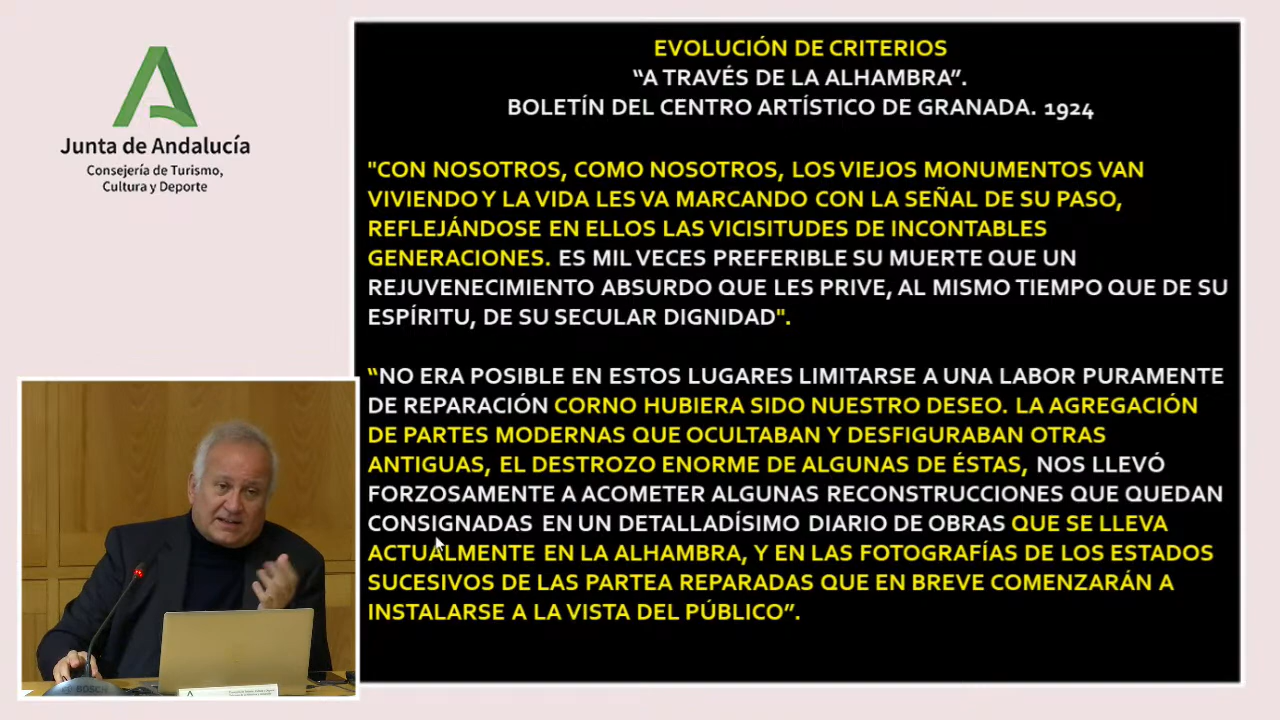 Junta de Andalucía
Consejería de Turismo,
Cultura y Deporte
EVOLUCIÓN DE CRITERIOS
“A TRAVÉS DE LA ALHAMBRA”.
BOLETÍN DEL CENTRO ARTÍSTICO DE GRANADA. 1924
"CON NOSOTROS, COMO NOSOTROS, LOS VIEJOS MONUMENTOS VAN
VIVIENDO Y LA VIDA LES VA MARCANDO CON LA SEÑAL DE SU PASO,
REFLEJÁNDOSE EN ELLOS LAS VICISITUDES DE INCONTABLES
GENERACIONES. ES MIL VECES PREFERIBLE SU MUERTE QUE UN
REJUVENECIMIENTO ABSURDO QUE LES PRIVE, AL MISMO TIEMPO QUE DE SU
ESPÍRITU, DE SU SECULAR DIGNIDAD".
“NO ERA POSIBLE EN ESTOS LUGARES LIMITARSE A UNA LABOR PURAMENTE
DE REPARACIÓN CORNO HUBIERA SIDO NUESTRO DESEO. LA AGREGACIÓN
DE PARTES MODERNAS QUE OCULTABAN Y DESFIGURABAN OTRAS
ANTIGUAS, EL DESTROZO ENORME DE ALGUNAS DE ÉSTAS, NOS LLEVÓ
FORZOSAMENTE A ACOMETER ALGUNAS RECONSTRUCCIONES QUE QUEDAN
CONSIGNADAS EN UN DETALLADÍSIMO DIARIO DE OBRAS QUE SE LLEVA
ACTUALMENTE EN LA ALHAMBRA, Y EN LAS FOTOGRAFÍAS DE LOS ESTADOS
SUCESIVOS DE LAS PARTEA REPARADAS QUE EN BREVE COMENZARÁN A
INSTALARSE A LA VISTA DEL PÚBLICO”.
BOSCH